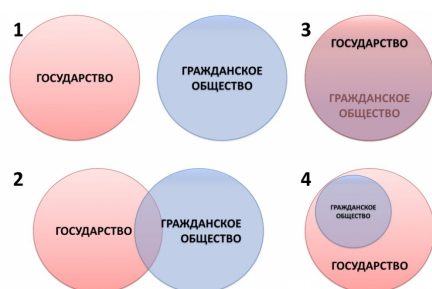 1
ГОСУДАРСТВО
ГРАЖДАНСКОЕ
ОБЩЕСТВО
3
ГОСУДАРСТВО
ГРАЖДАНСКОЕ
ОБЩЕСТВО
2
ГОСУДАРСТВО
ГРАЖДАНСКОЕ
ОБЩЕСТВО
4
ГРАЖДАНСКОЕ
ОБЩЕСТВО
ГОСУДАРСТВО